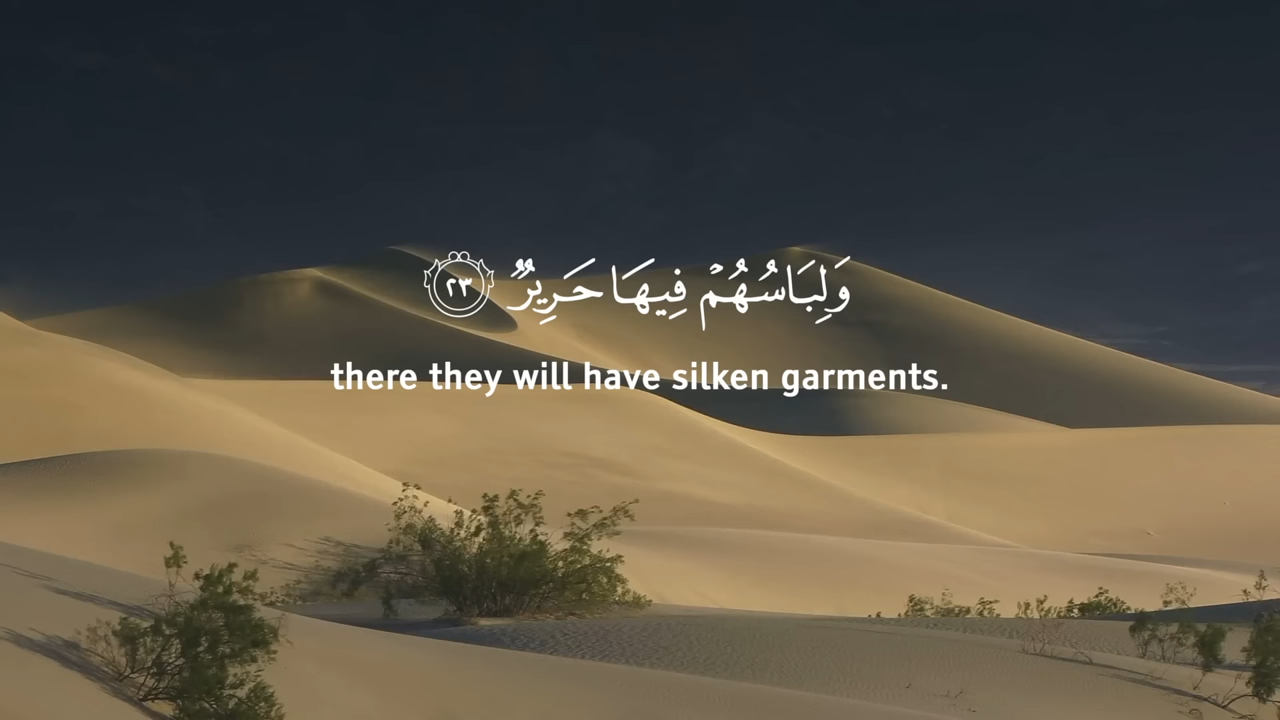 وَلِبَاسُهُمْ فِيهَا حَرِيرٌ ٢٣
there they will have silken garments.